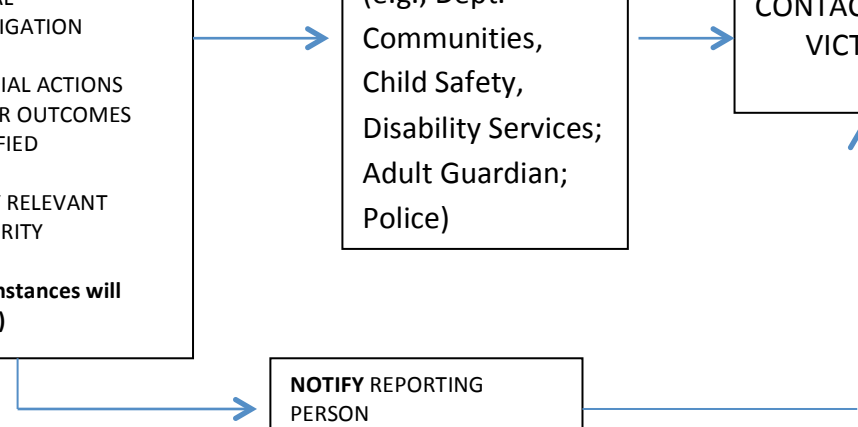 IGATION
IAL ACTIONS
R OUTCOMES
FIED
RELEVANT
RITY
nstances will
)
(e.g., Dept.
Communities,
Child Safety,
Disability Services;
Adult Guardian;
Police)
CONTAC
VICT
NOTIFY REPORTING
PERSON